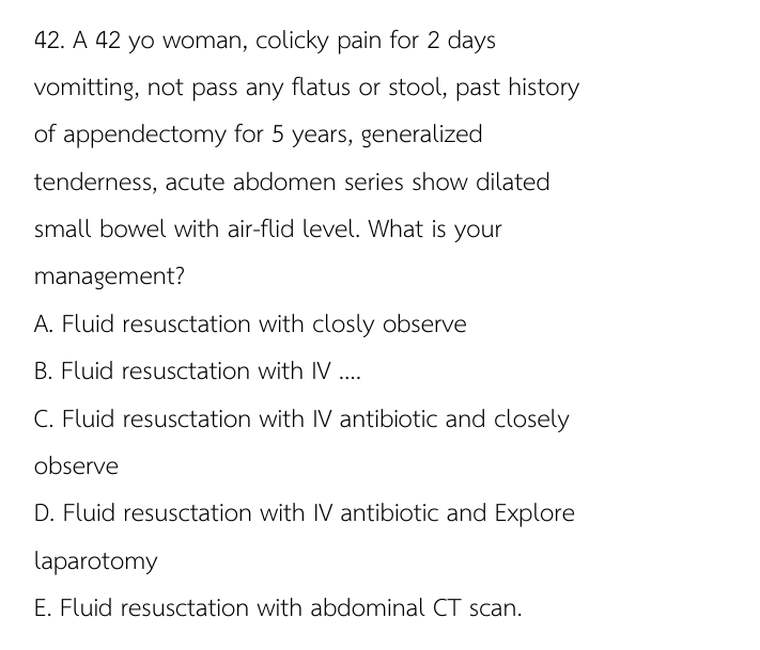 42. A 42 yo woman, colicky pain for 2 days
vomitting, not pass any flatus or stool, past history
of appendectomy for 5 years, generalized
tenderness, acute abdomen series show dilated
small bowel with air-flid level. What is your
management?
A. Fluid resusctation with closly observe
B. Fluid resusctation with IV ....
C. Fluid resusctation with IV antibiotic and closely
observe
D. Fluid resusctation with IV antibiotic and Explore
laparotomy
E. Fluid resusctation with abdominal CT scan.